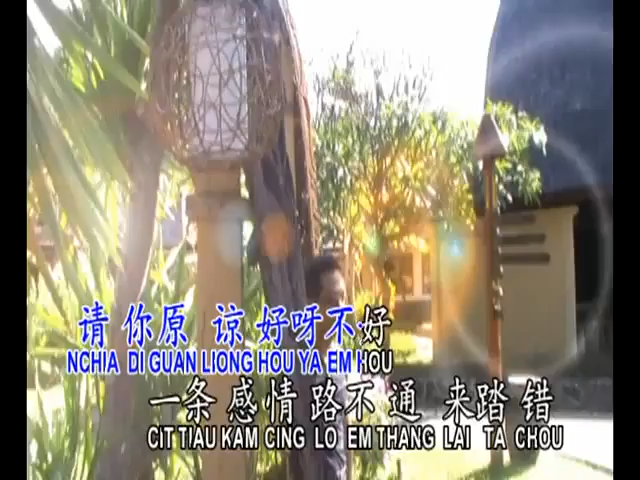 请 你 原 谅 好 呀 不 好
NCHIA DI GUAN LIONG HOU YA EM HOU
一 条 感 情 路 不 通 来 踏 错
CIT TIAU KAM CING LO EM THANG LAI TA CHOU